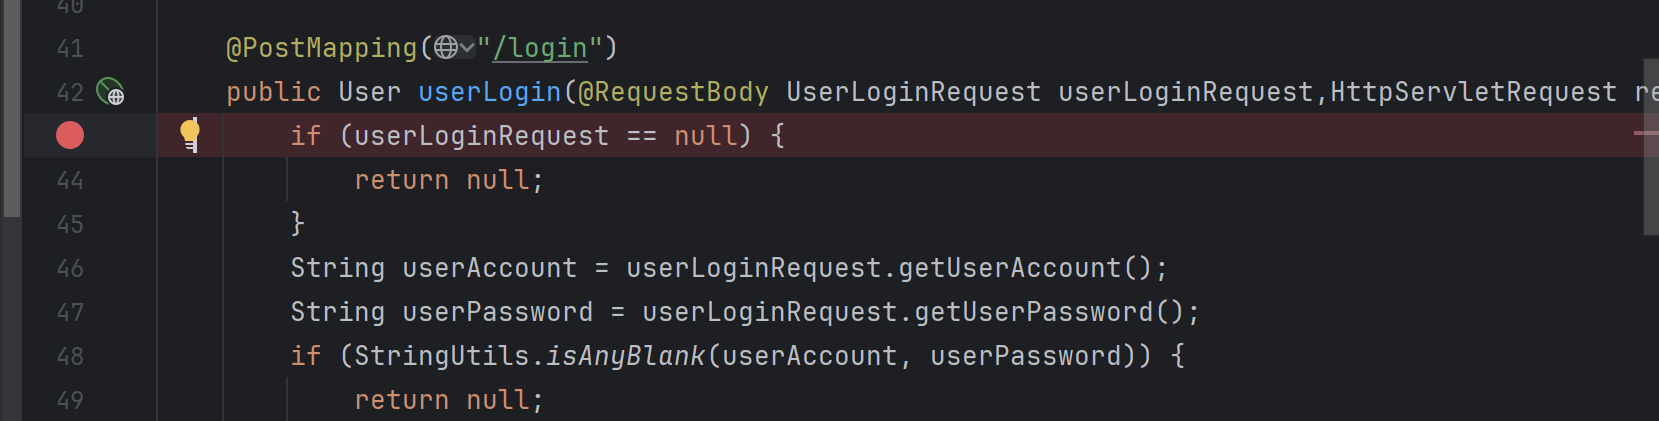 40
41 @PostMapping("/login")
42 public User userLogin(@RequestBody UserLoginRequest userLoginRequest,HttpServletRequest re
if (userLoginRequest == null) {
44 return null;
45 }
46 String userAccount = userLoginRequest.getUserAccount();
47 String userPassword = userLoginRequest.getUserPassword();
48 if (StringUtils.isAnyBlank(userAccount, userPassword)) {
49 return null;